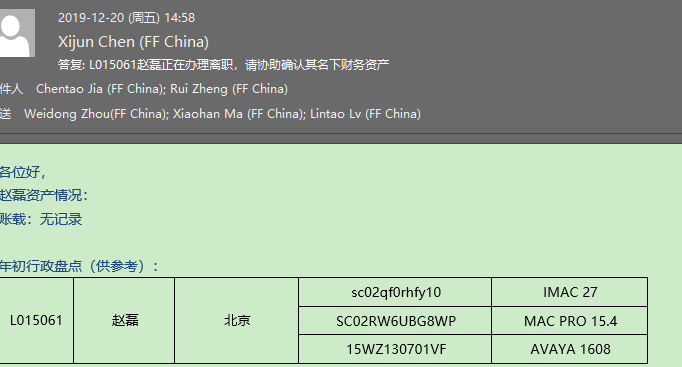 2019-12-20 (周五) 14:58
Xijun Chen (FF China)
答复: L015061赵磊正在办理离职，请协助确认其名下财务资产
件人 Chentao Jia (FF China); Rui Zheng (FF China)
送 Weidong Zhou(FF China); Xiaohan Ma (FF China); Lintao Lv (FF China)
各位好，
赵磊资产情况：
账载：无记录
年初行政盘点（供参考）：
L015061 赵磊 北京
sc02qf0rhfy10 IMAC 27
SC02RW6UBG8WP MAC PRO 15.4
15WZ130701VF AVAYA 1608